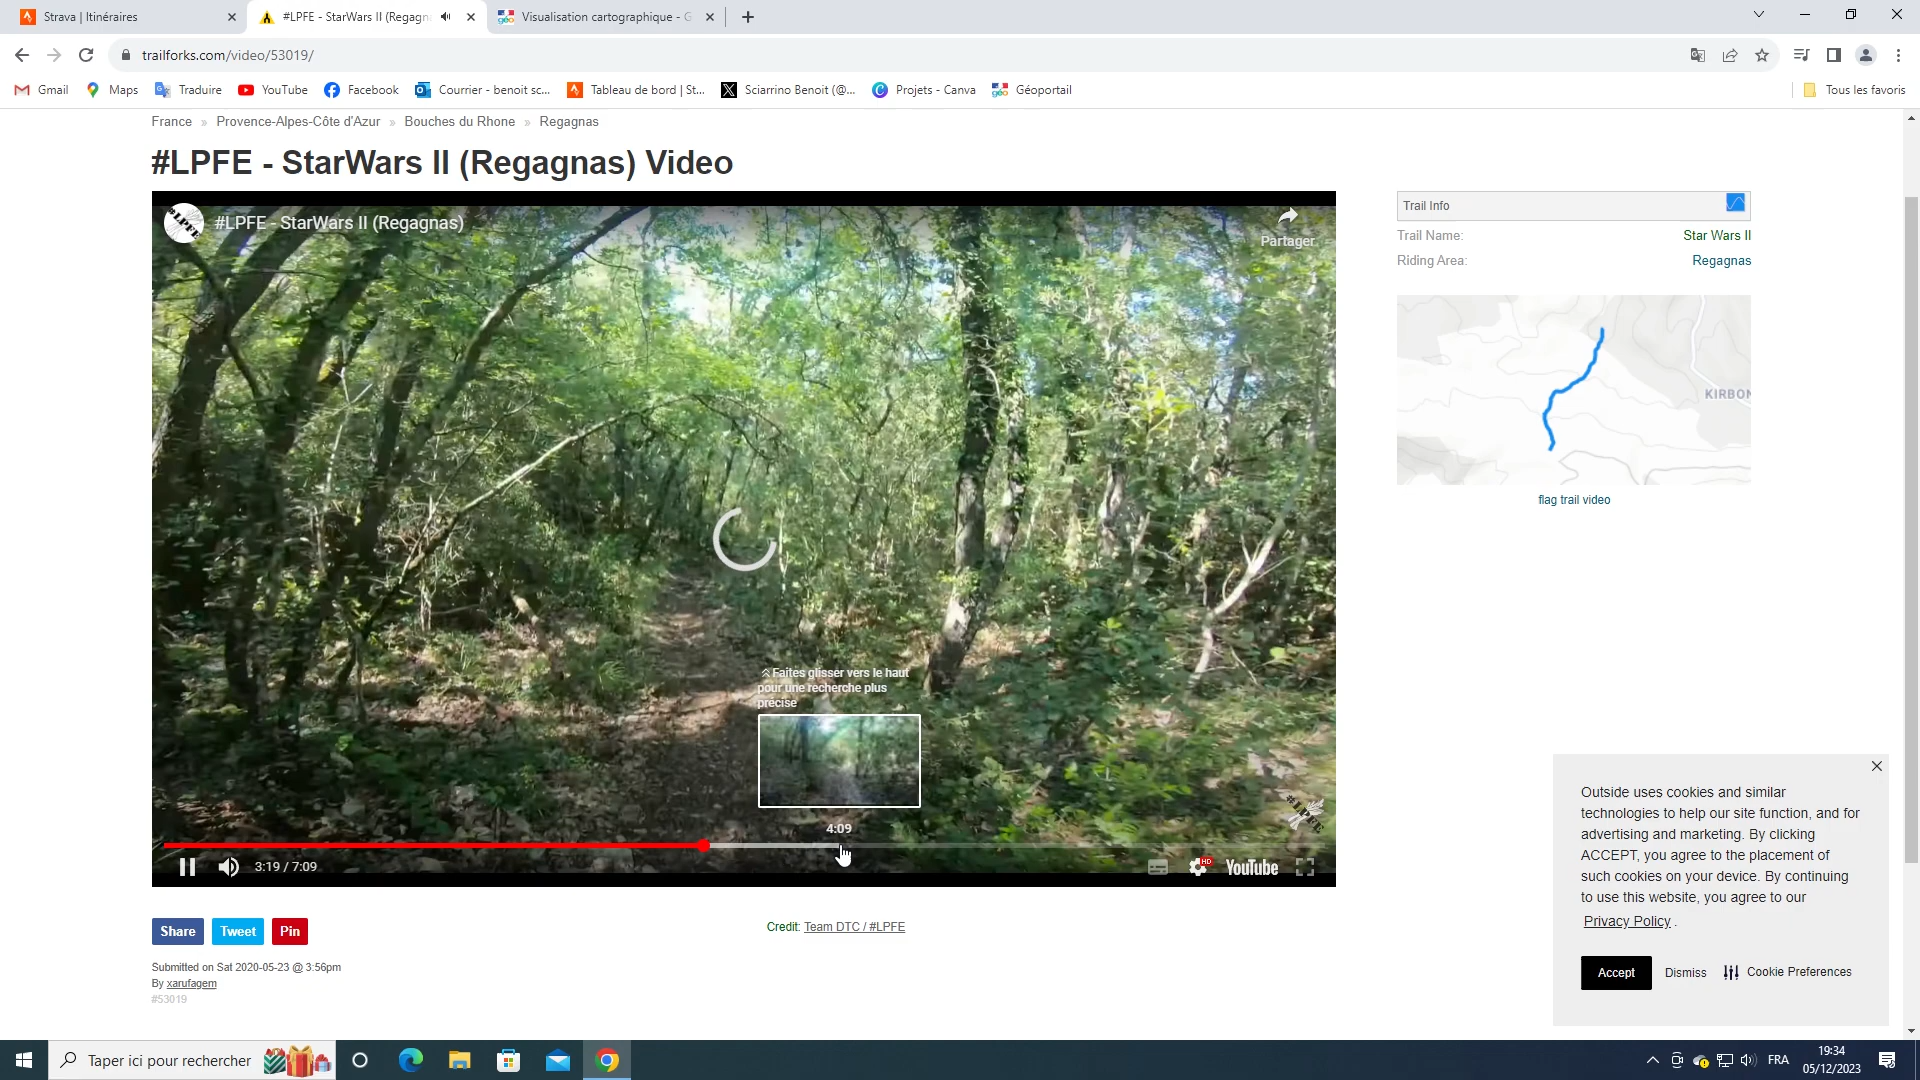 Strava | Itinéraires
#LPFE - StarWars II (Regagn
Visualisation cartographique - G
trailforks.com/video/53019/
Gmail
Maps
Traduire
YouTube
Facebook
Courrier - benoit sc...
Tableau de bord | St...
Sciarrino Benoit (@...
Projets - Canva
Géoportail
Tous les favoris
France » Provence-Alpes-Côte d'Azur » Bouches du Rhone » Regagnas
#LPFE - StarWars II (Regagnas) Video
#LPFE - StarWars II (Regagnas)
Partager
#LPFE
Faites glisser vers le haut
pour une recherche plus
précise
4:09
#LPFE
3:19 / 7:09
HD
YouTube
Trail Info
Trail Name: Star Wars II
Riding Area: Regagnas
KIRBON
flag trail video
Share
Tweet
Pin
Credit: Team DTC / #LPFE
Submitted on Sat 2020-05-23 @ 3:56pm
By xarufagem
#53019
Outside uses cookies and similar
technologies to help our site function, and for
advertising and marketing. By clicking
ACCEPT, you agree to the placement of
such cookies on your device. By continuing
to use this website, you agree to our
Privacy Policy .
Accept
Dismiss
Cookie Preferences
Taper ici pour rechercher
FRA
19:34
05/12/2023